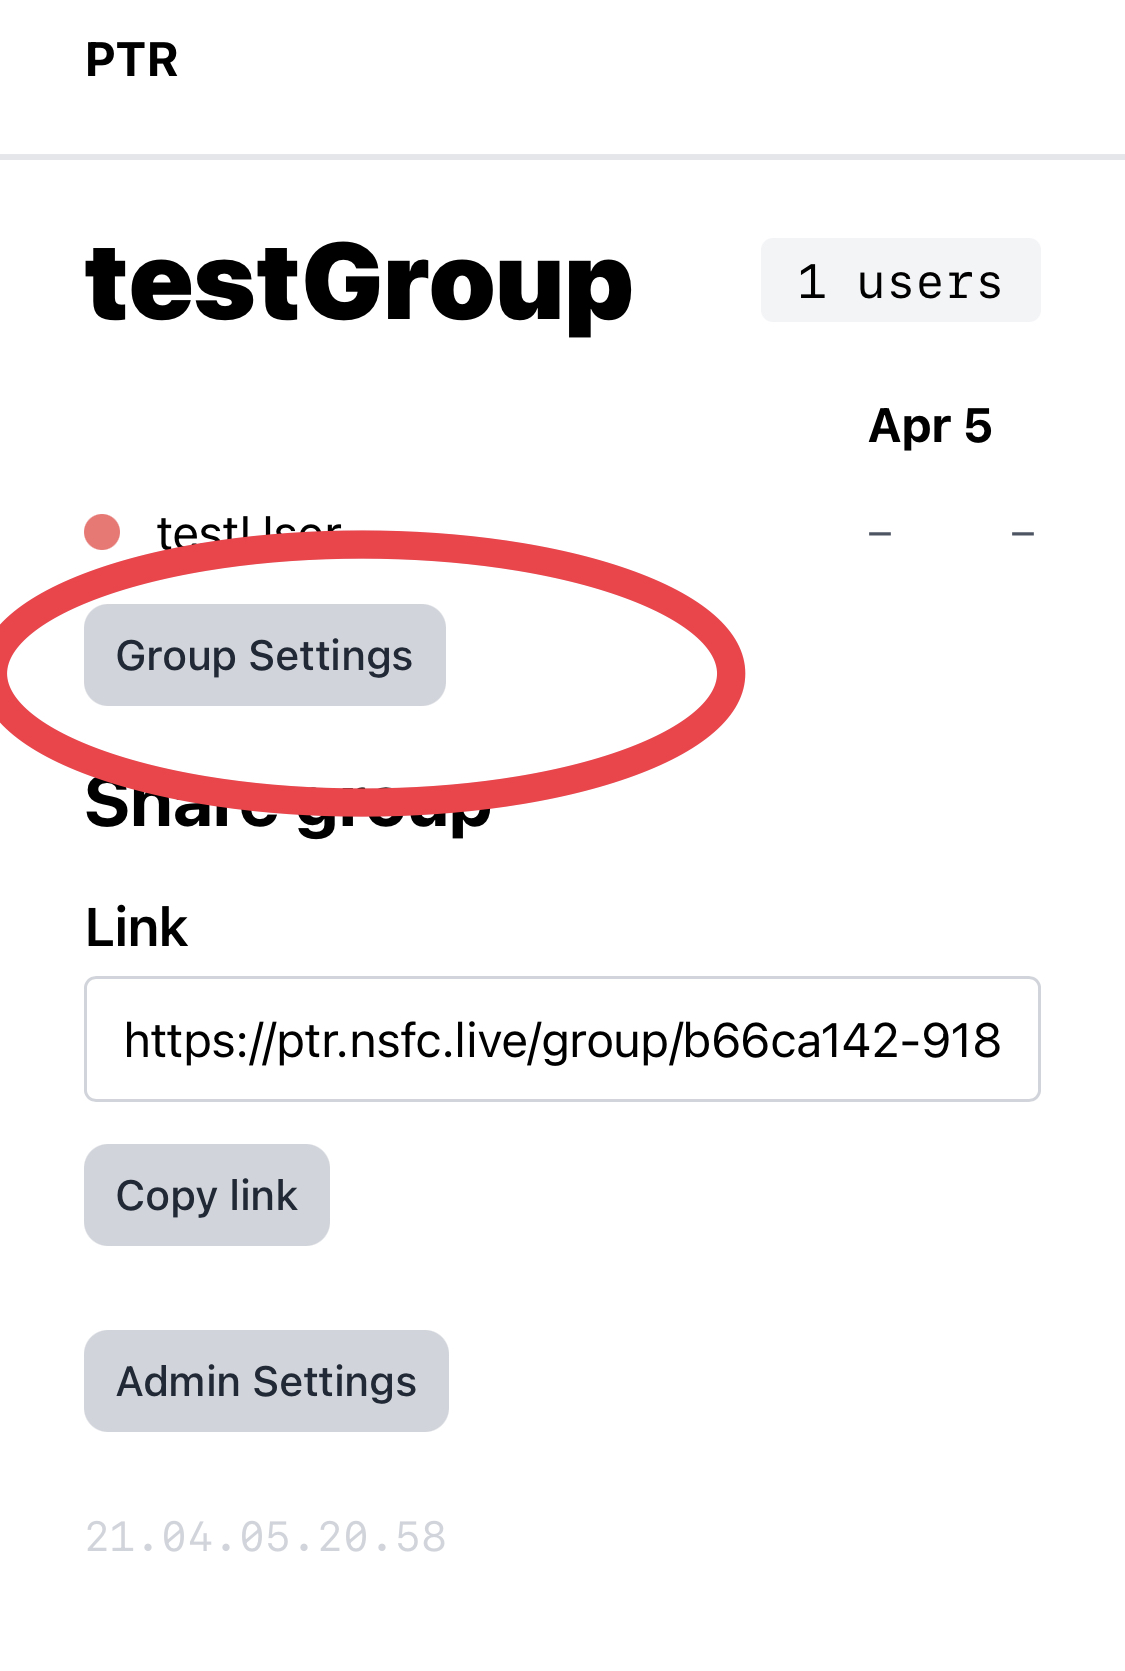 PTR
testGroup
1 users
Apr 5
testUser
–
–
Group Settings
Share group
Link
https://ptr.nsfc.live/group/b66ca142-918
Copy link
Admin Settings
21.04.05.20.58